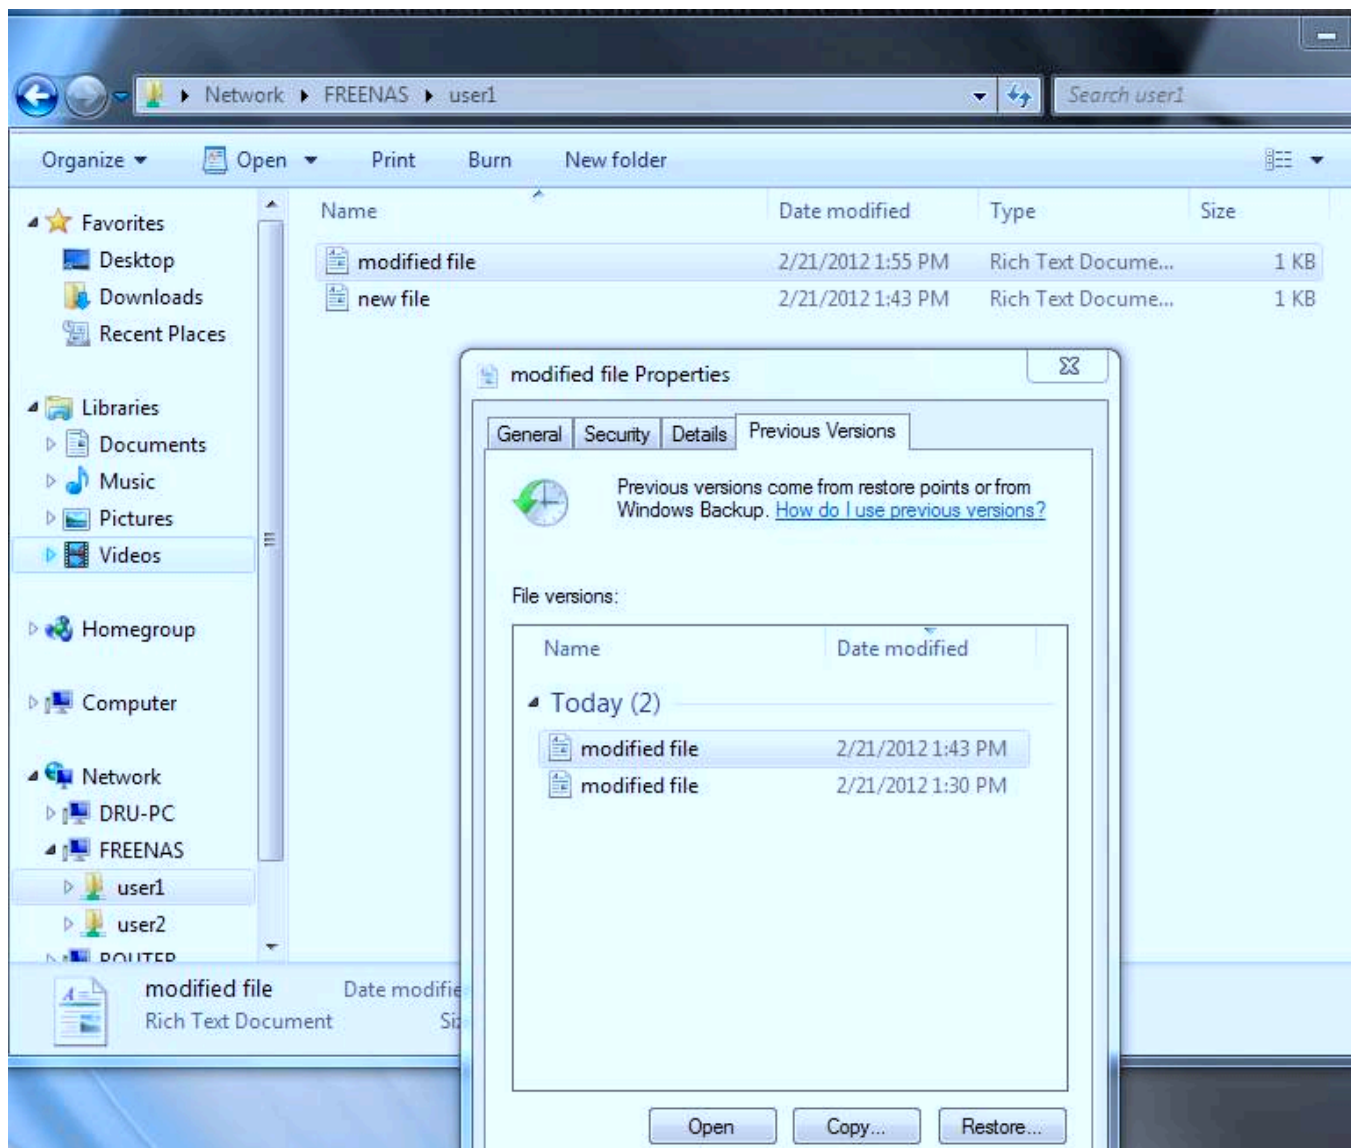 Network ▸ FREENAS ▸ user1
Search user1
Organize Open Print Burn New folder
Favorites
Desktop
Downloads
Recent Places
Libraries
Documents
Music
Pictures
Videos
Homegroup
Computer
Network
DRU-PC
FREENAS
user1
user2
ROUTER
Name Date modified Type Size
modified file 2/21/2012 1:55 PM Rich Text Docume... 1 KB
new file 2/21/2012 1:43 PM Rich Text Docume... 1 KB
modified file Properties
General Security Details Previous Versions
Previous versions come from restore points or from
Windows Backup. How do I use previous versions?
File versions:
Name Date modified
Today (2)
modified file 2/21/2012 1:43 PM
modified file 2/21/2012 1:30 PM
Open Copy... Restore...
modified file Date modifie
Rich Text Document Siz